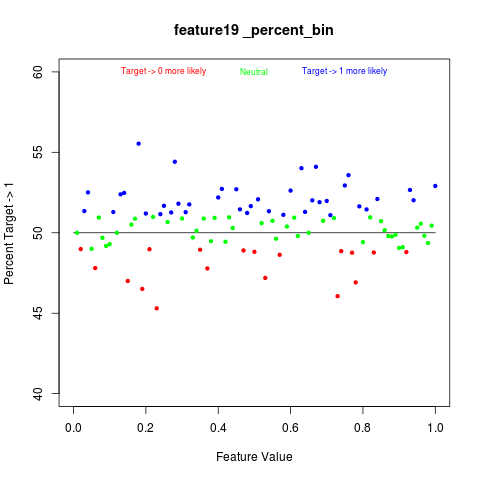 feature19 _percent_bin
Target -> 0 more likely
Neutral
Target -> 1 more likely
Percent Target -> 1
60
55
50
45
40
0.0
0.2
0.4
0.6
0.8
1.0
Feature Value